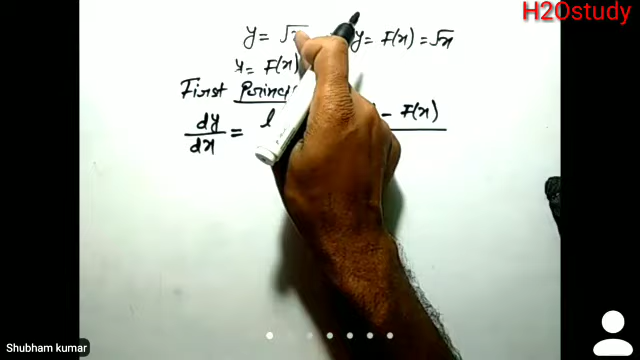 H2Ostudy
y = √x y = F(x) = √x
y = F(x)
First
dy/dx = - F(x)
Shubham kumar